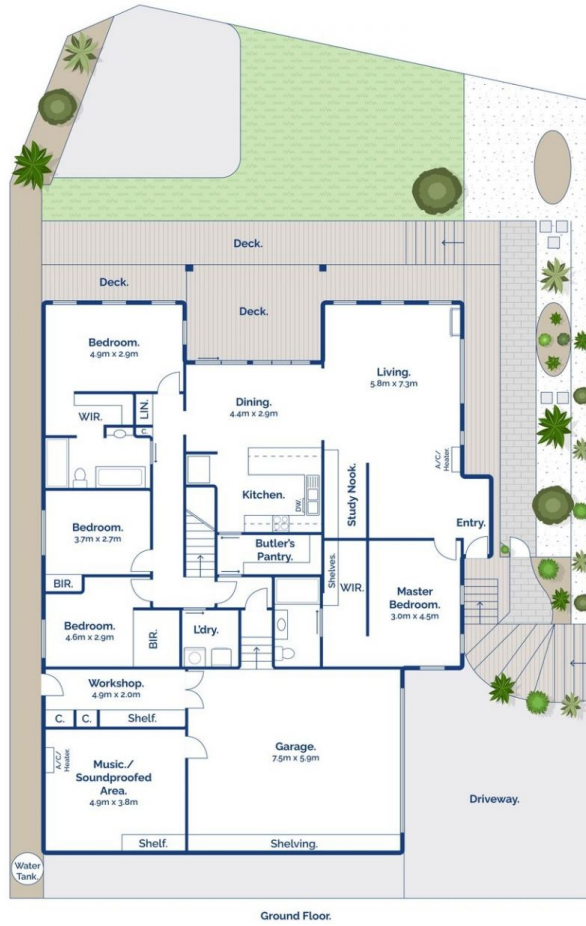 Deck.
Deck.
Deck.
Bedroom.
4.9m x 2.9m
Living.
5.8m x 7.3m
LIN.
Dining.
4.4m x 2.9m
WIR.
C.
A/C/
Heater.
Kitchen.
DW.
Study Nook.
Bedroom.
3.7m x 2.7m
Entry.
Butler's
Pantry.
BIR.
Shelves.
WIR.
Master
Bedroom.
3.0m x 4.5m
Bedroom.
4.6m x 2.9m
BIR.
L'dry.
Workshop.
4.9m x 2.0m
C.
C.
Shelf.
A/C/
Heater.
Music./
Soundproofed
Area.
4.9m x 3.8m
Garage.
7.5m x 5.9m
Driveway.
Shelf.
Shelving.
Water
Tank.
Ground Floor.